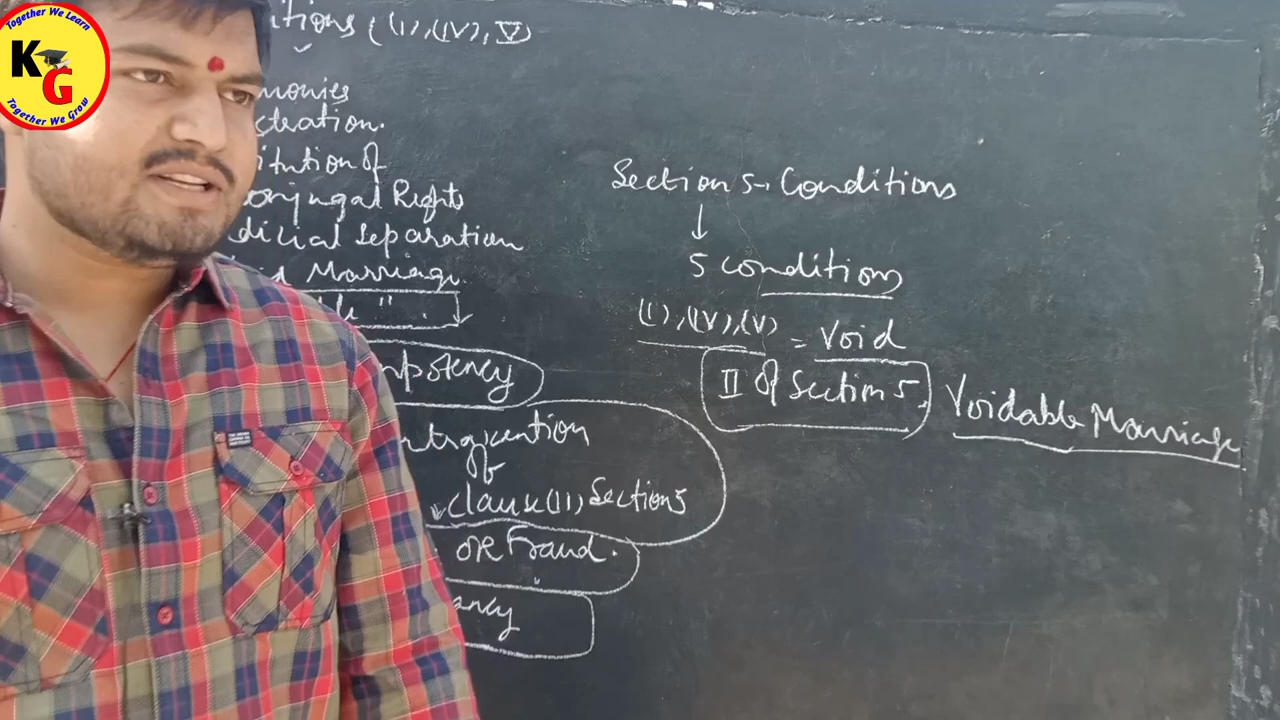 Together We Learn
KG
Together We Grow
itions (I), (IV), V
monies
stration.
itution of
onjugal Rights
dicial Separation
Marriage
"
mpotency
of
clause (II) Section 5
or Fraud.
ancy
Section 5 - Conditions
5 conditions
(I), (IV), (V) = Void
II of Section 5. Voidable Marriage